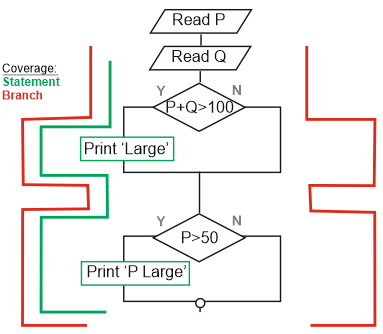 Read P
Read Q
Coverage:
Statement
Branch
Y
N
P+Q>100
Print ‘Large’
Y
N
P>50
Print ‘P Large’